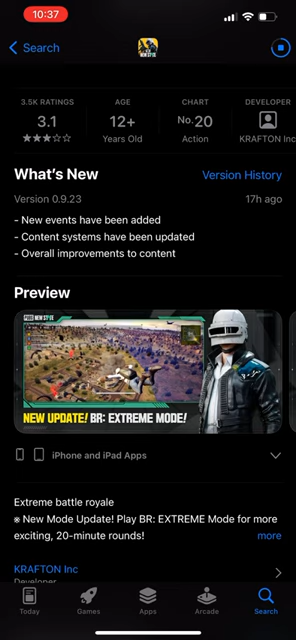 10:37
Search
3.5K RATINGS
3.1
AGE
12+
Years Old
CHART
No.20
Action
DEVELOPER
KRAFTON Inc
What's New
Version History
Version 0.9.23
17h ago
- New events have been added
- Content systems have been updated
- Overall improvements to content
Preview
NEW UPDATE! BR: EXTREME MODE!
iPhone and iPad Apps
Extreme battle royale
※ New Mode Update! Play BR: EXTREME Mode for more
exciting, 20-minute rounds!
more
KRAFTON Inc
Developer
Today
Games
Apps
Arcade
Search